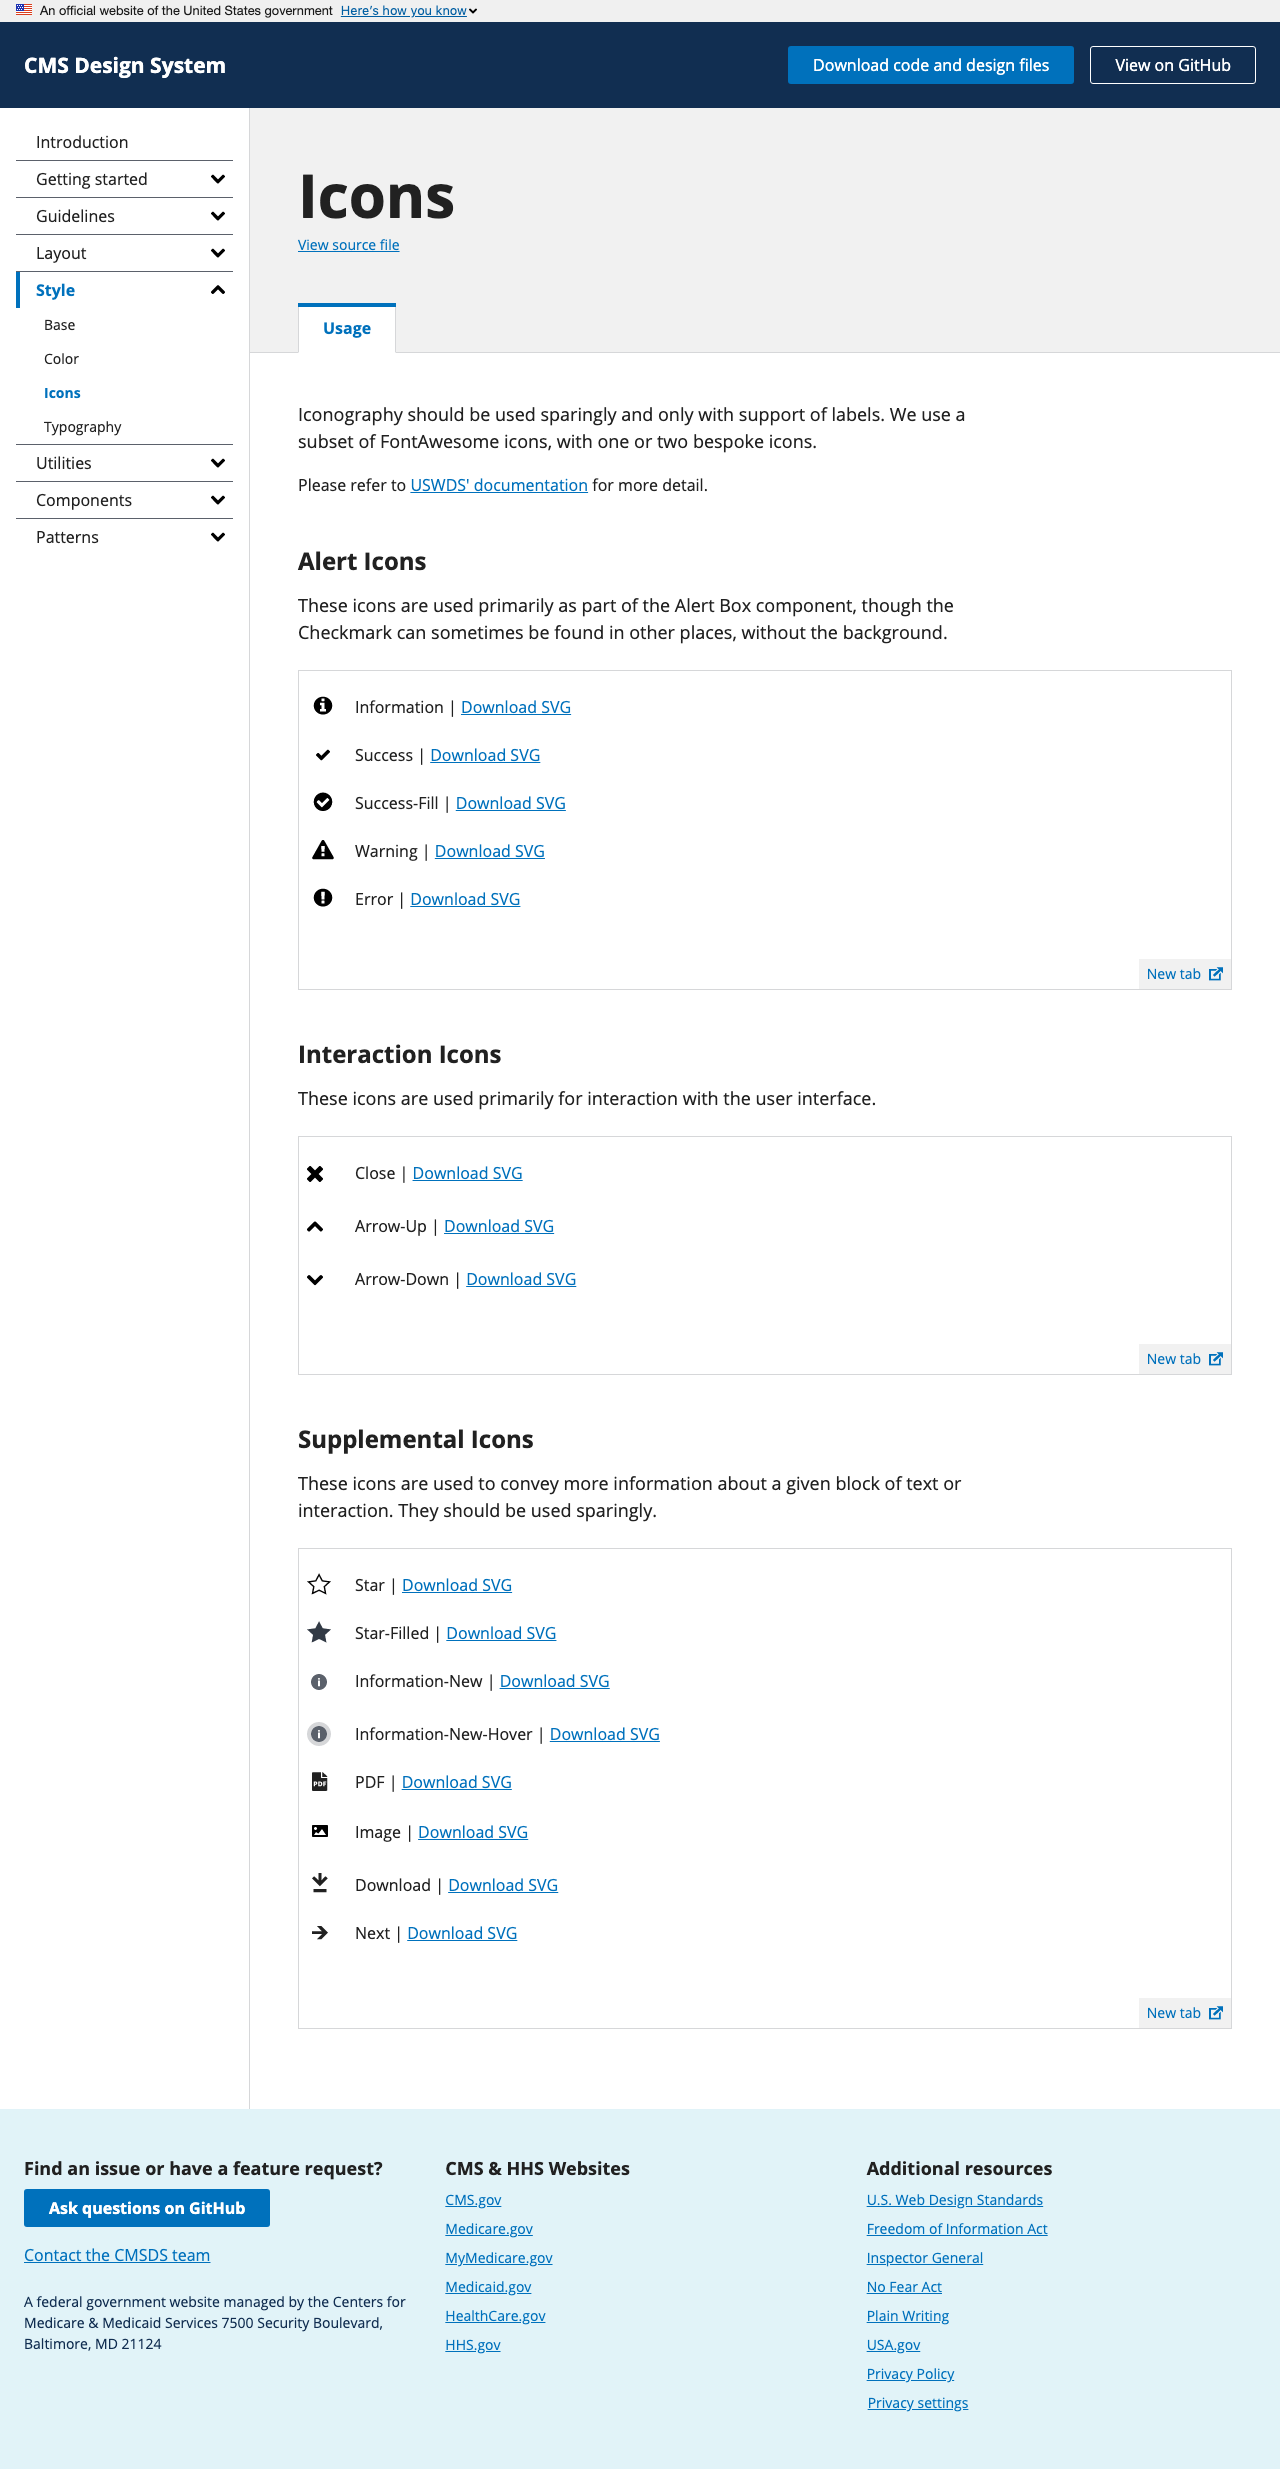 An official website of the United States government Here's how you know
CMS Design System
Download code and design files
View on GitHub
Introduction
Getting started
Guidelines
Layout
Style
Base
Color
Icons
Typography
Utilities
Components
Patterns
Icons
View source file
Usage
Iconography should be used sparingly and only with support of labels. We use a
subset of FontAwesome icons, with one or two bespoke icons.
Please refer to USWDS' documentation for more detail.
Alert Icons
These icons are used primarily as part of the Alert Box component, though the
Checkmark can sometimes be found in other places, without the background.
Information | Download SVG
Success | Download SVG
Success-Fill | Download SVG
Warning | Download SVG
Error | Download SVG
New tab
Interaction Icons
These icons are used primarily for interaction with the user interface.
Close | Download SVG
Arrow-Up | Download SVG
Arrow-Down | Download SVG
New tab
Supplemental Icons
These icons are used to convey more information about a given block of text or
interaction. They should be used sparingly.
Star | Download SVG
Star-Filled | Download SVG
Information-New | Download SVG
Information-New-Hover | Download SVG
PDF PDF | Download SVG
Image | Download SVG
Download | Download SVG
Next | Download SVG
New tab
Find an issue or have a feature request?
Ask questions on GitHub
Contact the CMSDS team
A federal government website managed by the Centers for
Medicare & Medicaid Services 7500 Security Boulevard,
Baltimore, MD 21124
CMS & HHS Websites
CMS.gov
Medicare.gov
MyMedicare.gov
Medicaid.gov
HealthCare.gov
HHS.gov
Additional resources
U.S. Web Design Standards
Freedom of Information Act
Inspector General
No Fear Act
Plain Writing
USA.gov
Privacy Policy
Privacy settings